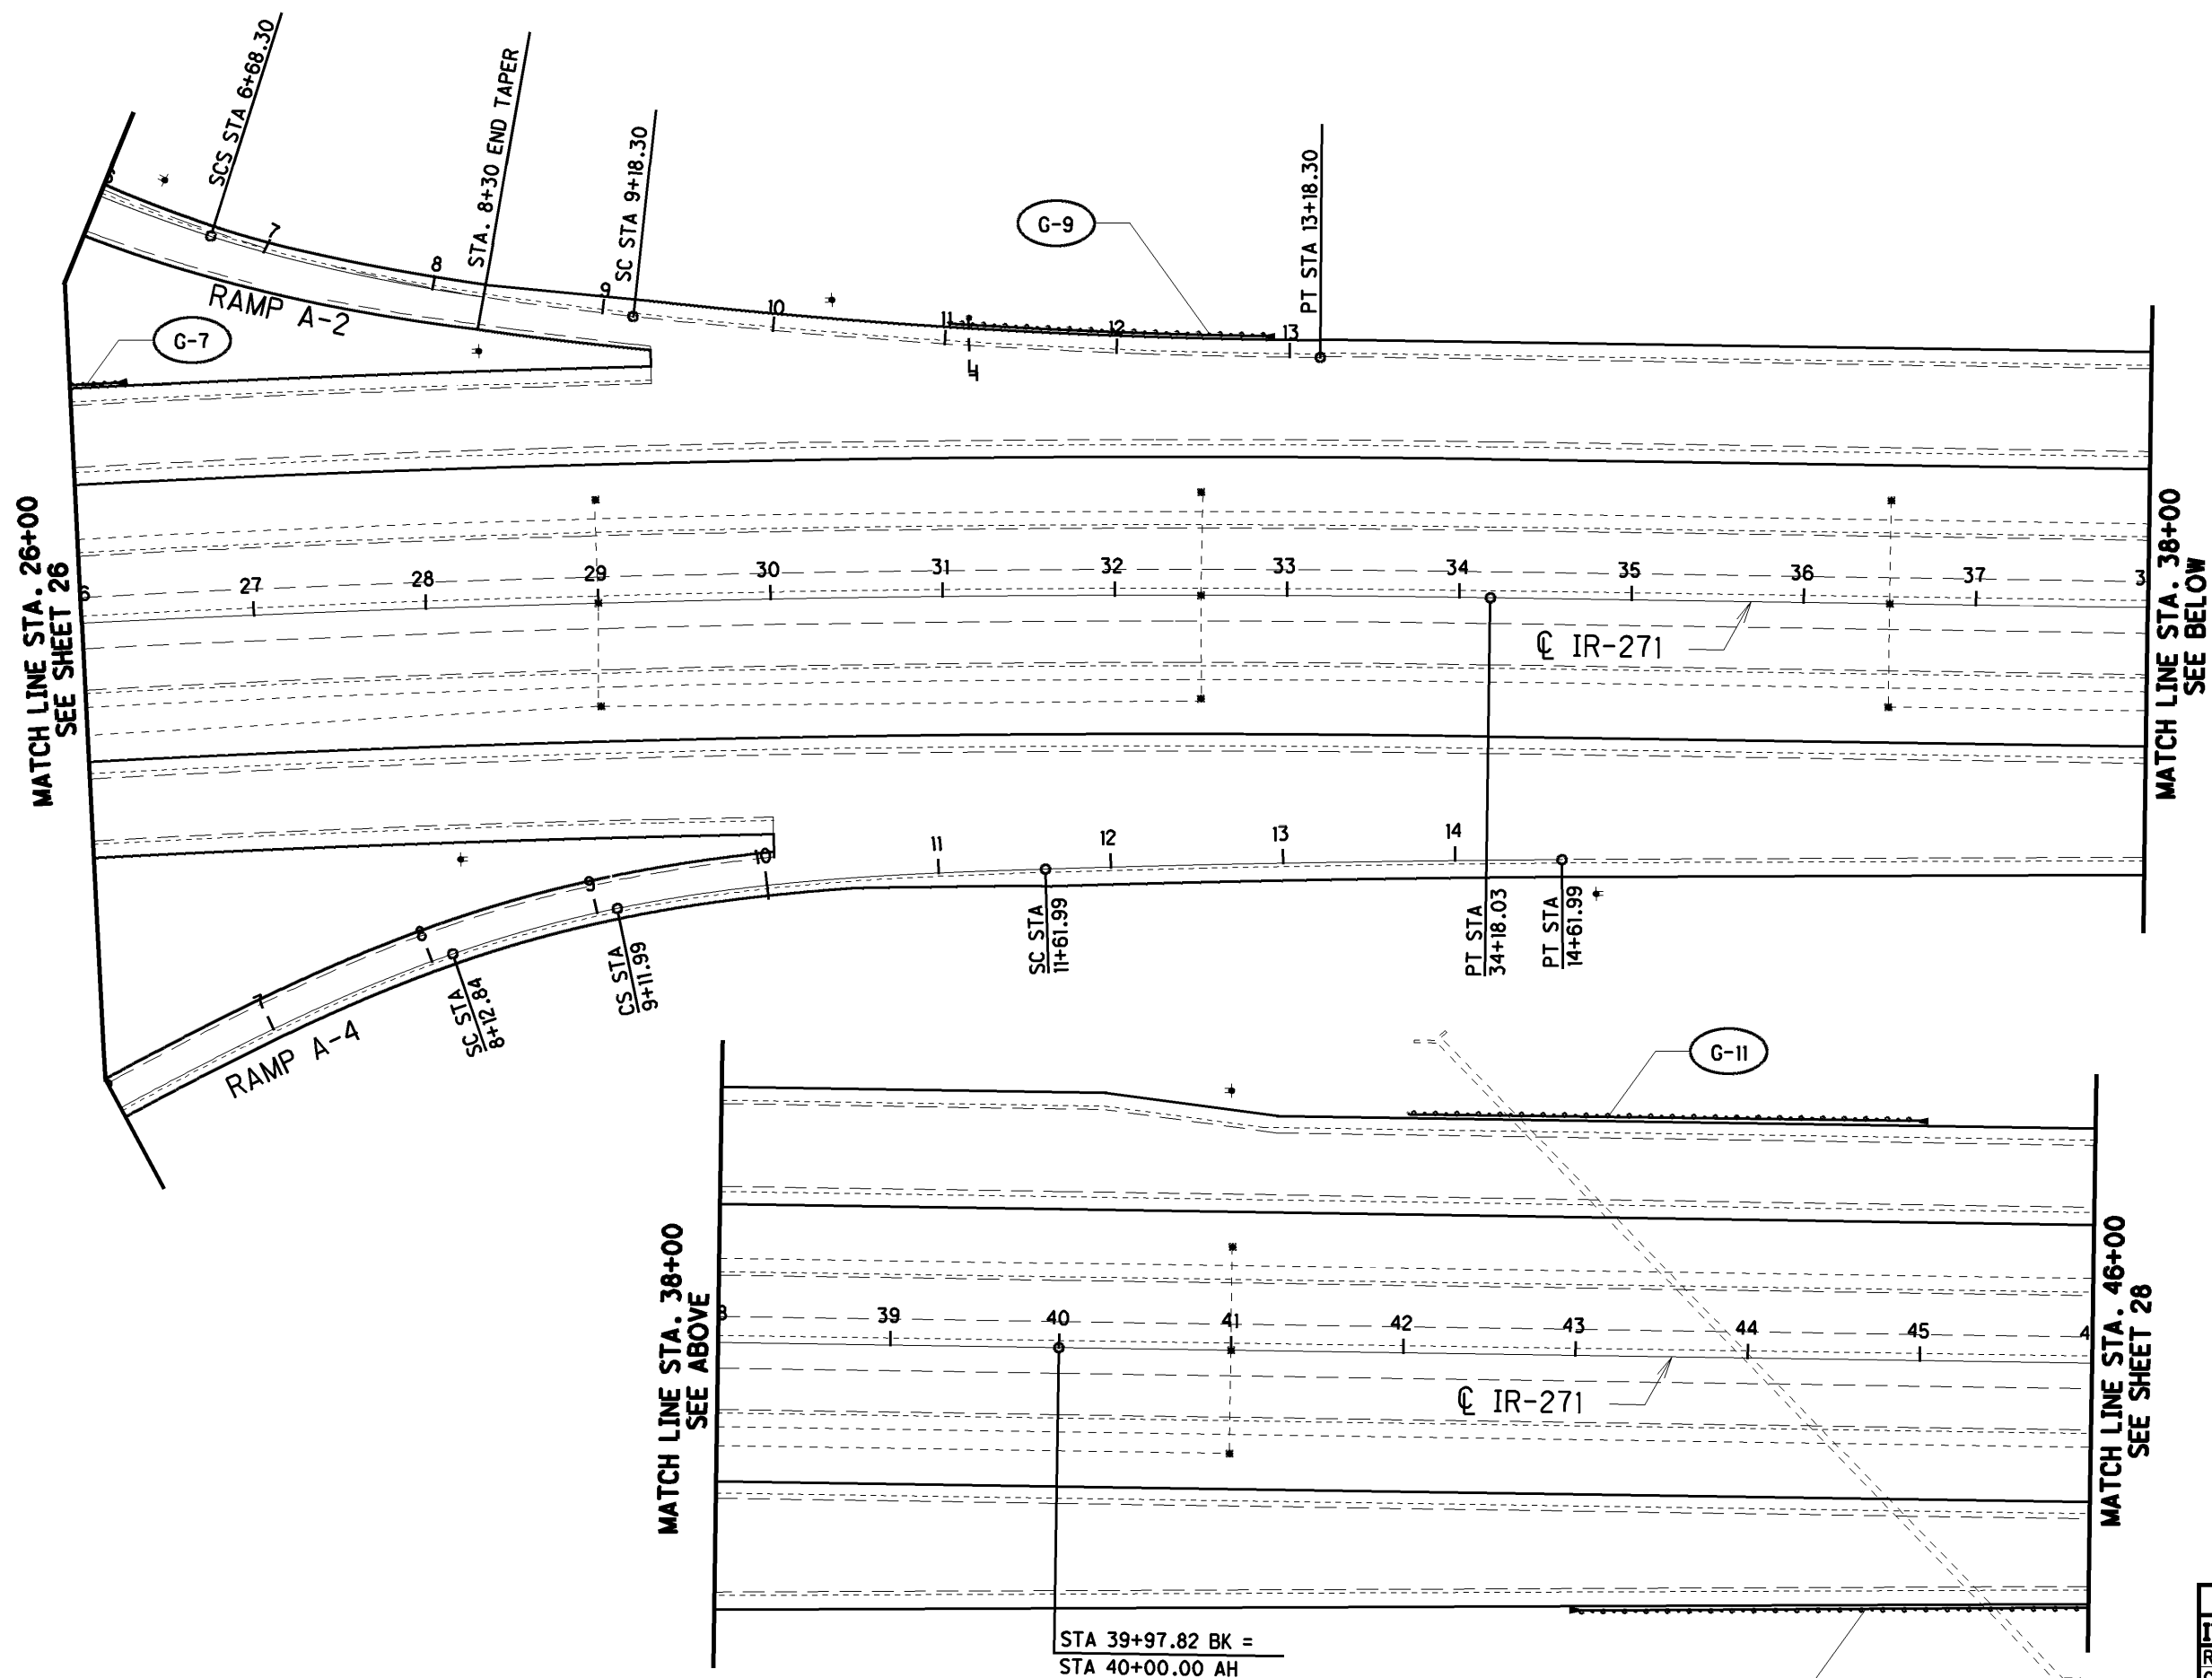 SCS STA 6+68.30
STA. 8+30 END TAPER
SC STA 9+18.30
PT STA 13+18.30
G-9
7
8
9
10
11
12
13
RAMP A-2
G-7
MATCH LINE STA. 26+00
SEE SHEET 26
27
28
29
30
31
32
33
34
35
36
37
3
℄ IR-271
MATCH LINE STA. 38+00
SEE BELOW
7
8
9
10
11
12
13
14
RAMP A-4
SC STA
8+12.84
CS STA
9+11.99
SC STA
11+61.99
PT STA
34+18.03
PT STA
14+61.99
G-11
MATCH LINE STA. 38+00
SEE ABOVE
8
39
40
41
42
43
44
45
4
℄ IR-271
MATCH LINE STA. 46+00
SEE SHEET 28
STA 39+97.82 BK =
STA 40+00.00 AH